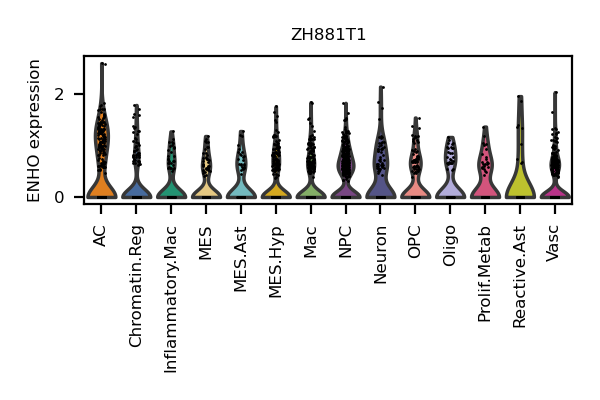 ZH881T1
ENHO expression
2
0
AC
Chromatin.Reg
Inflammatory.Mac
MES
MES.Ast
MES.Hyp
Mac
NPC
Neuron
OPC
Oligo
Prolif.Metab
Reactive.Ast
Vasc